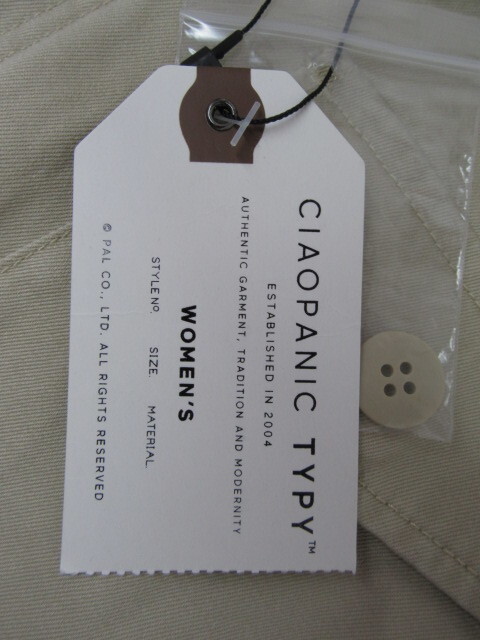 CIAOPANIC TYPY™
ESTABLISHED IN 2004
AUTHENTIC GARMENT, TRADITION AND MODERNITY
WOMEN'S
STYLE Nº. SIZE. MATERIAL.
© PAL CO., LTD. ALL RIGHTS RESERVED